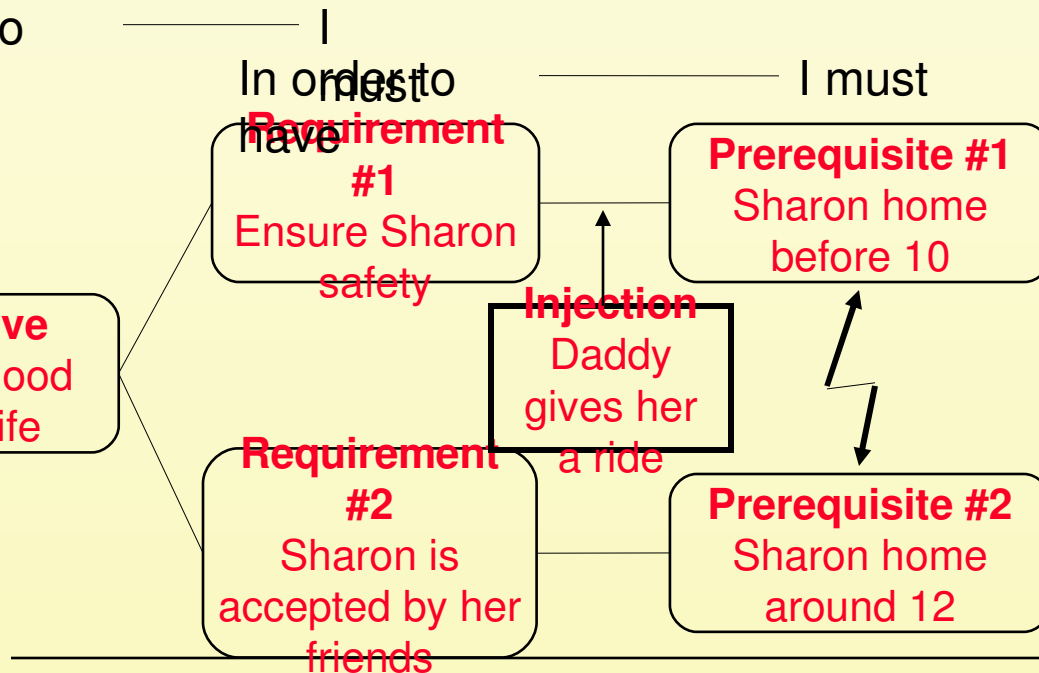 o
I
must
In order to
have
I must
Requirement
#1
Ensure Sharon
safety
Prerequisite #1
Sharon home
before 10
ve
ood
ife
Injection
Daddy
gives her
a ride
Requirement
#2
Sharon is
accepted by her
friends
Prerequisite #2
Sharon home
around 12